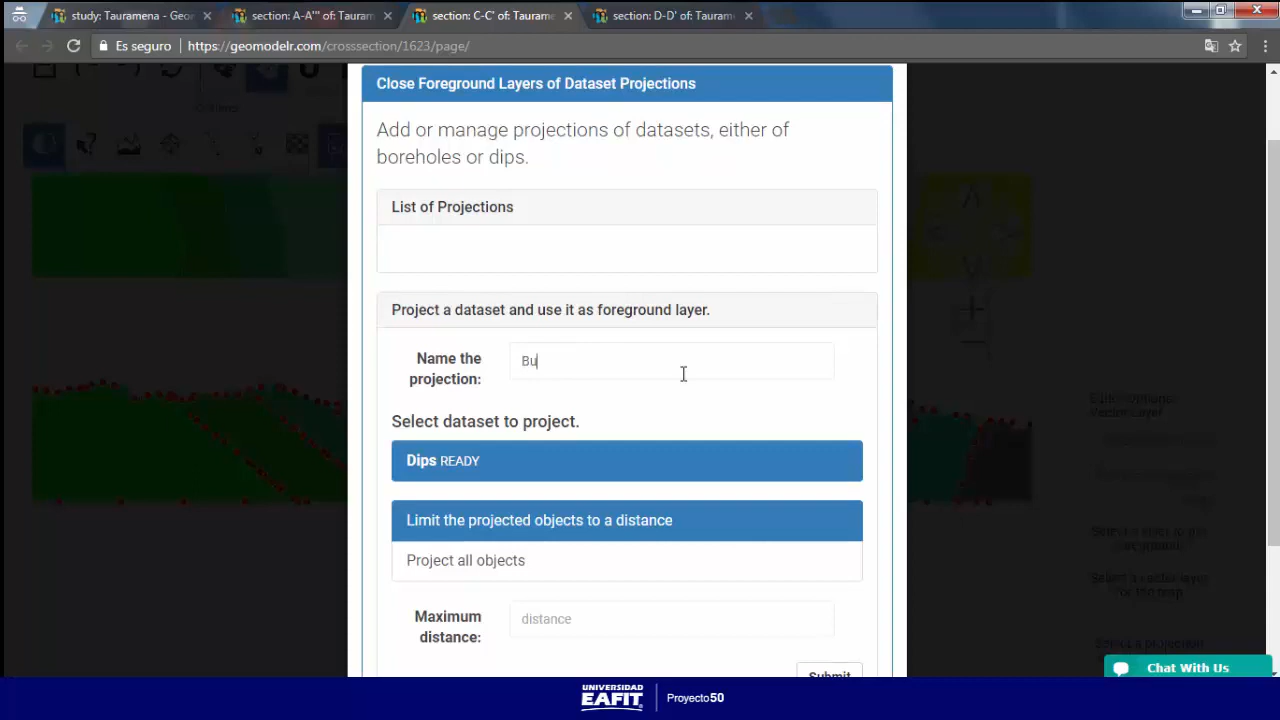 study: Tauramena - Geor
section: A-A''' of: Tauram
section: C-C' of: Taurame
section: D-D' of: Taurame
Es seguro
https://geomodelr.com/crosssection/1623/page/
Close Foreground Layers of Dataset Projections
Add or manage projections of datasets, either of
boreholes or dips.
List of Projections
Project a dataset and use it as foreground layer.
Name the
projection:
Bu
Select dataset to project.
Dips READY
Limit the projected objects to a distance
Project all objects
Maximum
distance:
distance
Submit
Select a projection
Chat With Us
UNIVERSIDAD
EAFIT
Proyecto50